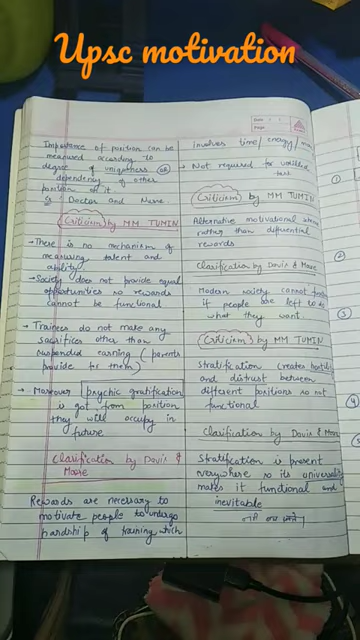 Upsc motivation
Date
Page
Importance of position can be
measured according to
degree of uniqueness OR
dependency of other
position on it.
Eg: Doctor and Nurse.
Criticism by MM TUMIN
→ There is no mechanism of
measuring talent and
ability
→ Society does not provide equal
opportunities so rewards
cannot be functional
→ Trainees do not make any
sacrifices other than
suspended earning (parents
provide for them)
→ Moreover psychic gratification
is got from position
they will occupy in
future
Clarification by Davis &
Moore
Rewards are necessary to
motivate people to undergo
hardship of training which
involves time/energy/
→ Not required for
task
Criticism by MM TUMIN
Alternative motivational
rather than differential
rewards
Clarification by Davis & Moore
Modern society cannot
if people are left to do
what they want.
Criticism by MM TUMIN
Stratification creates
and distrust between
different positions so not
functional
Clarification by Davis & Moore
Stratification is present
everywhere so its
makes it functional and
inevitable
1
2
3
4